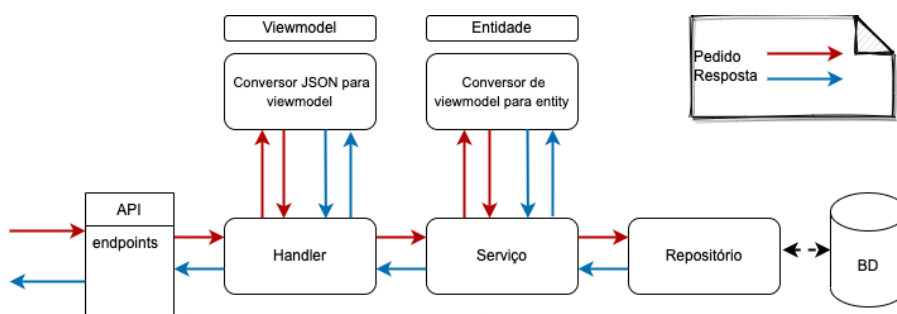 Viewmodel
Entidade
Conversor JSON para
viewmodel
Conversor de
viewmodel para entity
Pedido
Resposta
API
endpoints
Handler
Serviço
Repositório
BD